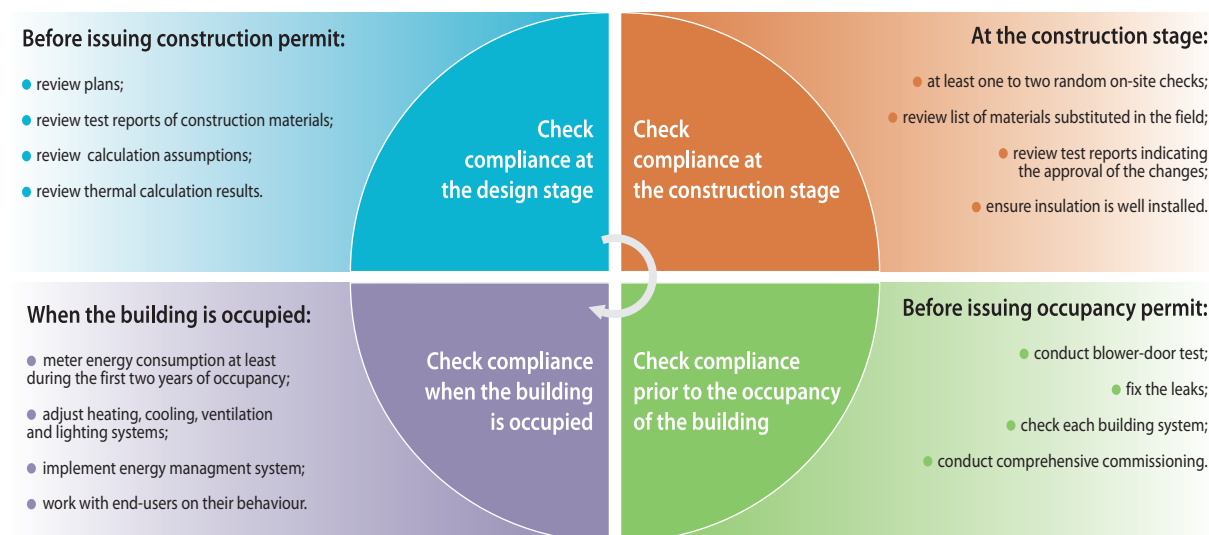 Before issuing construction permit:
review plans;
review test reports of construction materials;
review calculation assumptions;
review thermal calculation results.
Check
compliance at
the design stage
Check
compliance at
the construction stage
At the construction stage:
at least one to two random on-site checks;
review list of materials substituted in the field;
review test reports indicating
the approval of the changes;
ensure insulation is well installed.
When the building is occupied:
meter energy consumption at least
during the first two years of occupancy;
adjust heating, cooling, ventilation
and lighting systems;
implement energy managment system;
work with end-users on their behaviour.
Check compliance
when the building
is occupied
Check compliance
prior to the occupancy
of the building
Before issuing occupancy permit:
conduct blower-door test;
fix the leaks;
check each building system;
conduct comprehensive commissioning.